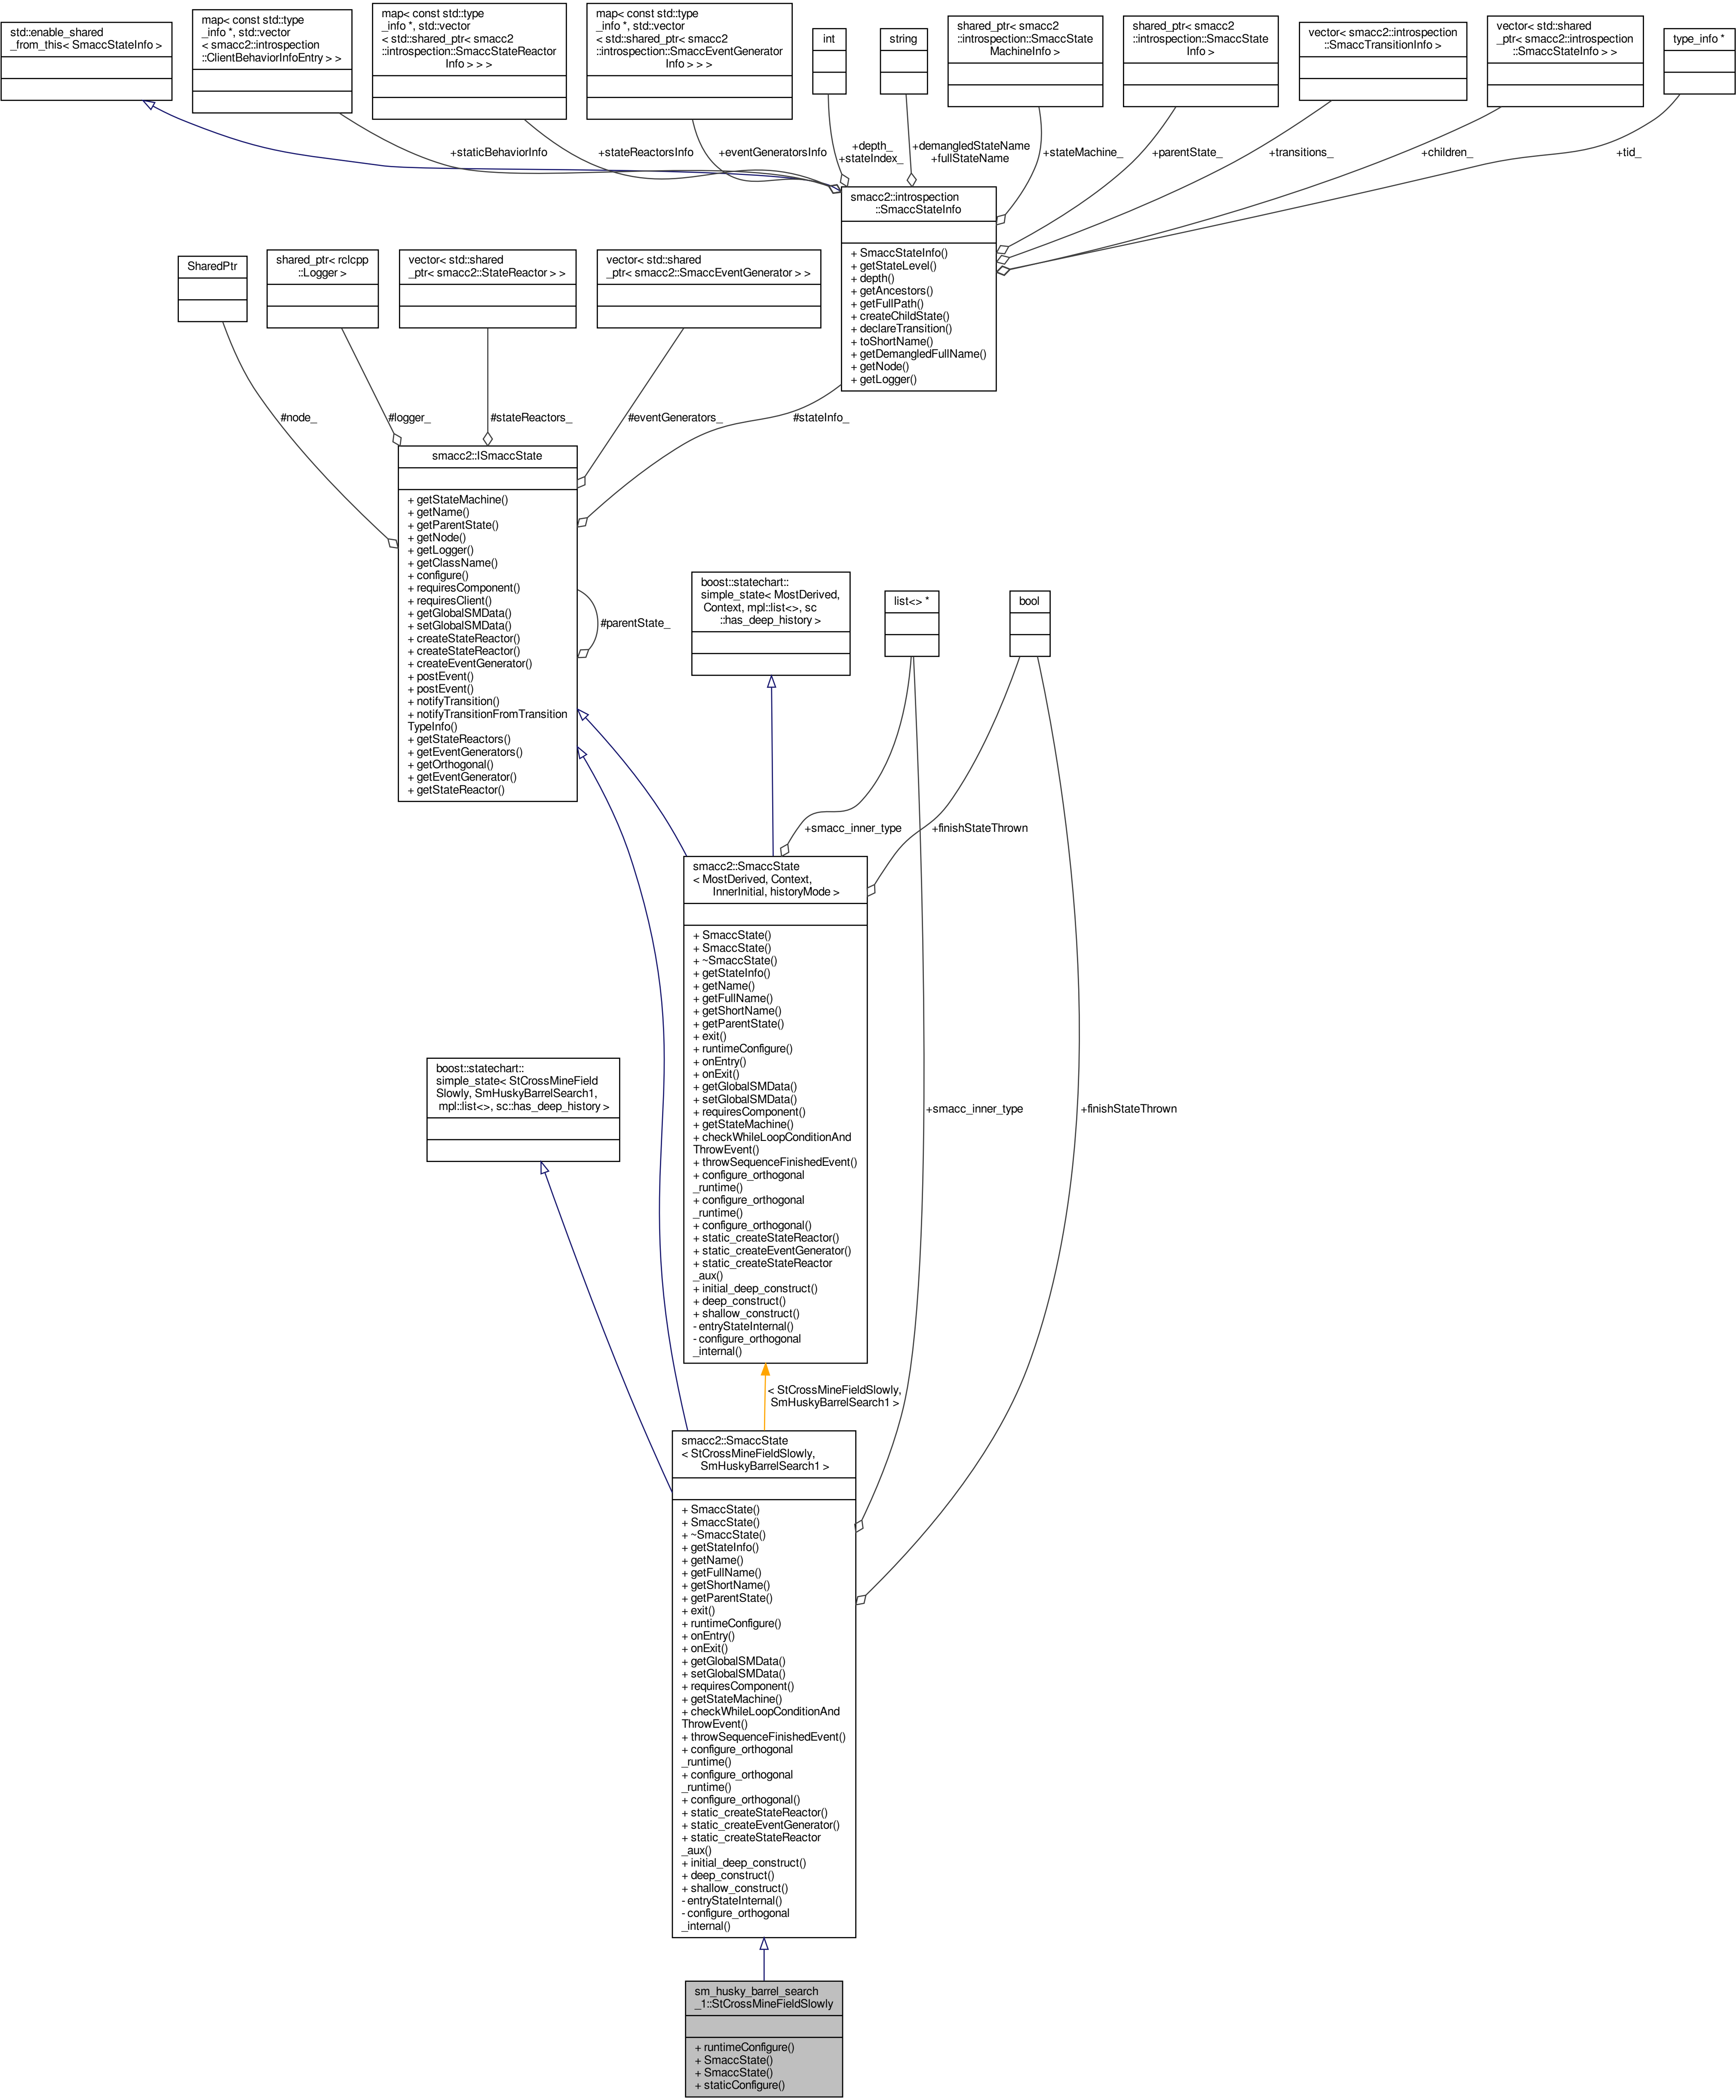 std::enable_shared
_from_this< SmaccStateInfo >
map< const std::type
_info *, std::vector
< smacc2::introspection
::ClientBehaviorInfoEntry > >
map< const std::type
_info *, std::vector
< std::shared_ptr< smacc2
::introspection::SmaccStateReactor
Info > > >
map< const std::type
_info *, std::vector
< std::shared_ptr< smacc2
::introspection::SmaccEventGenerator
Info > > >
int
string
shared_ptr< smacc2
::introspection::SmaccState
MachineInfo >
shared_ptr< smacc2
::introspection::SmaccState
Info >
vector< smacc2::introspection
::SmaccTransitionInfo >
vector< std::shared
_ptr< smacc2::introspection
::SmaccStateInfo > >
type_info *
+staticBehaviorInfo
+stateReactorsInfo
+eventGeneratorsInfo
+depth_
+stateIndex_
+demangledStateName
+fullStateName
+stateMachine_
+parentState_
+transitions_
+children_
+tid_
smacc2::introspection
::SmaccStateInfo
+ SmaccStateInfo()
+ getStateLevel()
+ depth()
+ getAncestors()
+ getFullPath()
+ createChildState()
+ declareTransition()
+ toShortName()
+ getDemangledFullName()
+ getNode()
+ getLogger()
SharedPtr
shared_ptr< rclcpp
::Logger >
vector< std::shared
_ptr< smacc2::StateReactor > >
vector< std::shared
_ptr< smacc2::SmaccEventGenerator > >
#node_
#logger_
#stateReactors_
#eventGenerators_
#stateInfo_
smacc2::ISmaccState
+ getStateMachine()
+ getName()
+ getParentState()
+ getNode()
+ getLogger()
+ getClassName()
+ configure()
+ requiresComponent()
+ requiresClient()
+ getGlobalSMData()
+ setGlobalSMData()
+ createStateReactor()
+ createStateReactor()
+ createEventGenerator()
+ postEvent()
+ postEvent()
+ notifyTransition()
+ notifyTransitionFromTransition
TypeInfo()
+ getStateReactors()
+ getEventGenerators()
+ getOrthogonal()
+ getEventGenerator()
+ getStateReactor()
#parentState_
boost::statechart::
simple_state< MostDerived,
Context, mpl::list<>, sc
::has_deep_history >
list<> *
bool
+smacc_inner_type
+finishStateThrown
smacc2::SmaccState
< MostDerived, Context,
InnerInitial, historyMode >
+ SmaccState()
+ SmaccState()
+ ~SmaccState()
+ getStateInfo()
+ getName()
+ getFullName()
+ getShortName()
+ getParentState()
+ exit()
+ runtimeConfigure()
+ onEntry()
+ onExit()
+ getGlobalSMData()
+ setGlobalSMData()
+ requiresComponent()
+ getStateMachine()
+ checkWhileLoopConditionAnd
ThrowEvent()
+ throwSequenceFinishedEvent()
+ configure_orthogonal
_runtime()
+ configure_orthogonal
_runtime()
+ configure_orthogonal()
+ static_createStateReactor()
+ static_createEventGenerator()
+ static_createStateReactor
_aux()
+ initial_deep_construct()
+ deep_construct()
+ shallow_construct()
- entryStateInternal()
- configure_orthogonal
_internal()
boost::statechart::
simple_state< StCrossMineField
Slowly, SmHuskyBarrelSearch1,
mpl::list<>, sc::has_deep_history >
+smacc_inner_type
+finishStateThrown
< StCrossMineFieldSlowly,
SmHuskyBarrelSearch1 >
smacc2::SmaccState
< StCrossMineFieldSlowly,
SmHuskyBarrelSearch1 >
+ SmaccState()
+ SmaccState()
+ ~SmaccState()
+ getStateInfo()
+ getName()
+ getFullName()
+ getShortName()
+ getParentState()
+ exit()
+ runtimeConfigure()
+ onEntry()
+ onExit()
+ getGlobalSMData()
+ setGlobalSMData()
+ requiresComponent()
+ getStateMachine()
+ checkWhileLoopConditionAnd
ThrowEvent()
+ throwSequenceFinishedEvent()
+ configure_orthogonal
_runtime()
+ configure_orthogonal
_runtime()
+ configure_orthogonal()
+ static_createStateReactor()
+ static_createEventGenerator()
+ static_createStateReactor
_aux()
+ initial_deep_construct()
+ deep_construct()
+ shallow_construct()
- entryStateInternal()
- configure_orthogonal
_internal()
sm_husky_barrel_search
_1::StCrossMineFieldSlowly
+ runtimeConfigure()
+ SmaccState()
+ SmaccState()
+ staticConfigure()